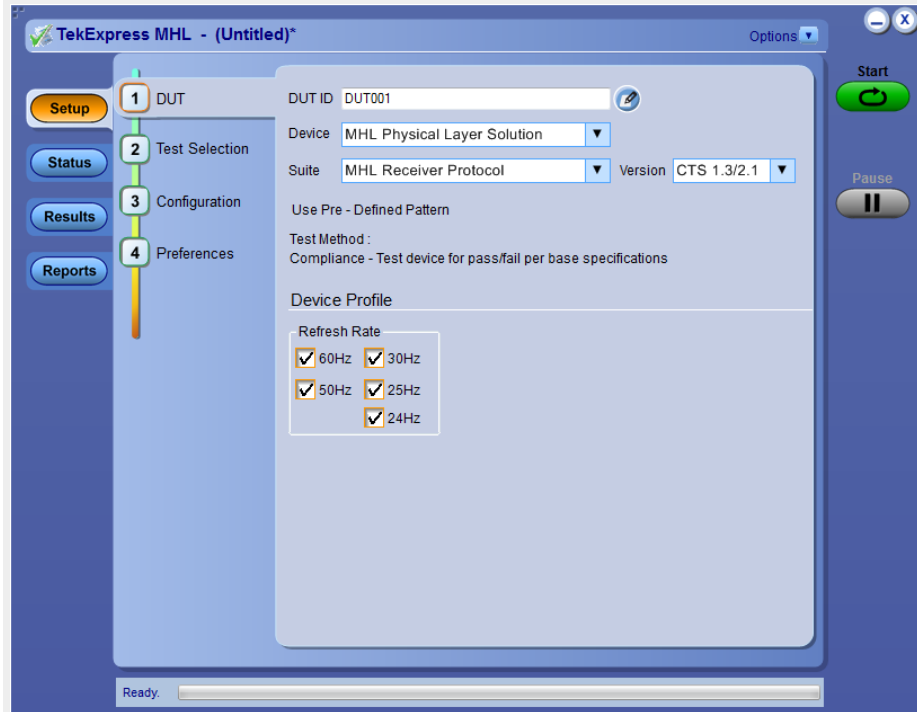 TekExpress MHL - (Untitled)*
Options
Start
Setup
Status
Results
Reports
1 DUT
2 Test Selection
3 Configuration
4 Preferences
DUT ID DUT001
Device MHL Physical Layer Solution
Suite MHL Receiver Protocol Version CTS 1.3/2.1
Use Pre - Defined Pattern
Test Method :
Compliance - Test device for pass/fail per base specifications
Device Profile
Refresh Rate
60Hz 30Hz
50Hz 25Hz
24Hz
Pause
Ready.